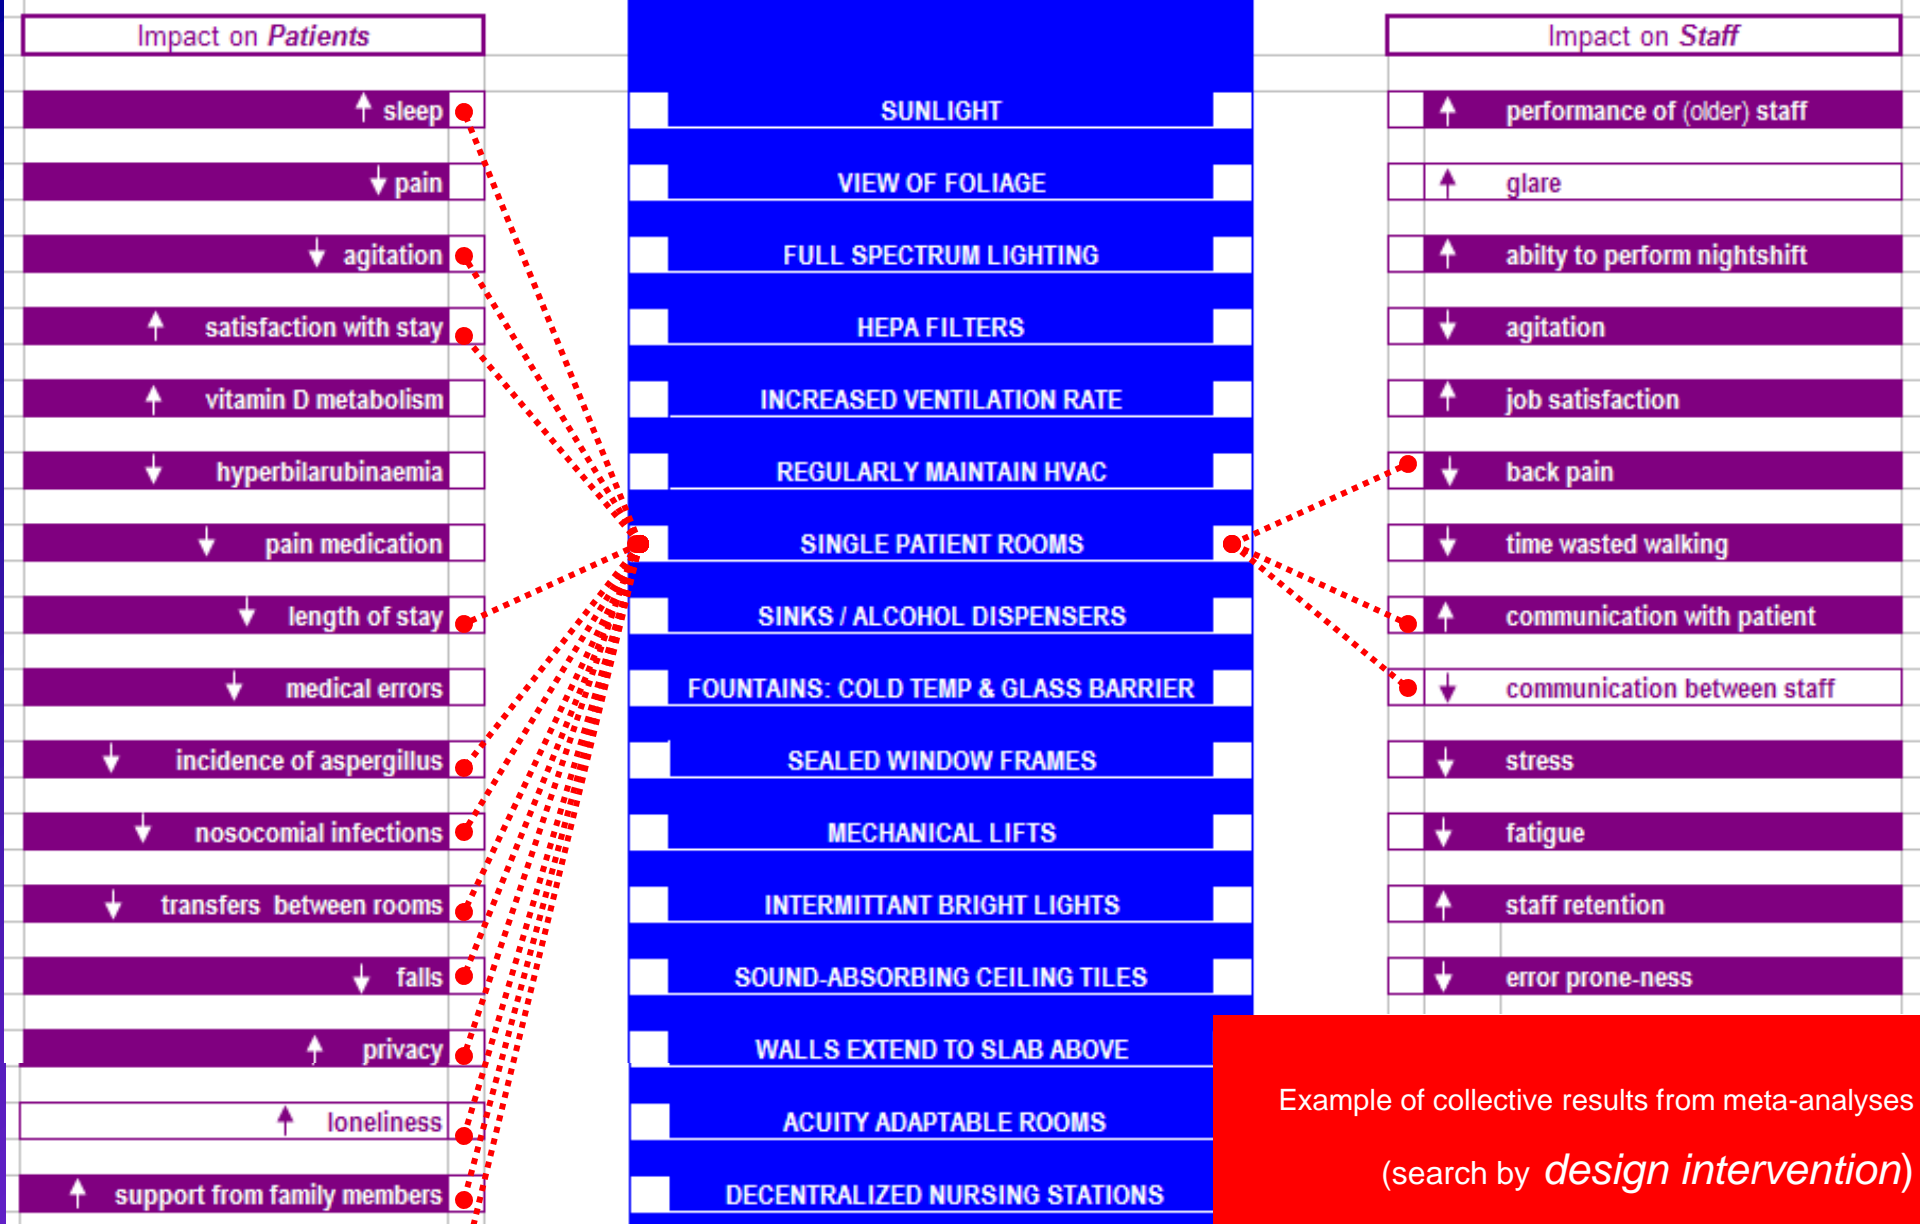 Impact on Patients
↑ sleep
↓ pain
↓ agitation
↑ satisfaction with stay
↑ vitamin D metabolism
↓ hyperbilarubinaemia
↓ pain medication
↓ length of stay
↓ medical errors
↓ incidence of aspergillus
↓ nosocomial infections
↓ transfers between rooms
↓ falls
↑ privacy
↑ loneliness
↑ support from family members
SUNLIGHT
VIEW OF FOLIAGE
FULL SPECTRUM LIGHTING
HEPA FILTERS
INCREASED VENTILATION RATE
REGULARLY MAINTAIN HVAC
SINGLE PATIENT ROOMS
SINKS / ALCOHOL DISPENSERS
FOUNTAINS: COLD TEMP & GLASS BARRIER
SEALED WINDOW FRAMES
MECHANICAL LIFTS
INTERMITTANT BRIGHT LIGHTS
SOUND-ABSORBING CEILING TILES
WALLS EXTEND TO SLAB ABOVE
ACUITY ADAPTABLE ROOMS
DECENTRALIZED NURSING STATIONS
Impact on Staff
↑ performance of (older) staff
↑ glare
↑ abilty to perform nightshift
↓ agitation
↑ job satisfaction
↓ back pain
↓ time wasted walking
↑ communication with patient
↓ communication between staff
↓ stress
↓ fatigue
↑ staff retention
↓ error prone-ness
Example of collective results from meta-analyses
(search by design intervention)